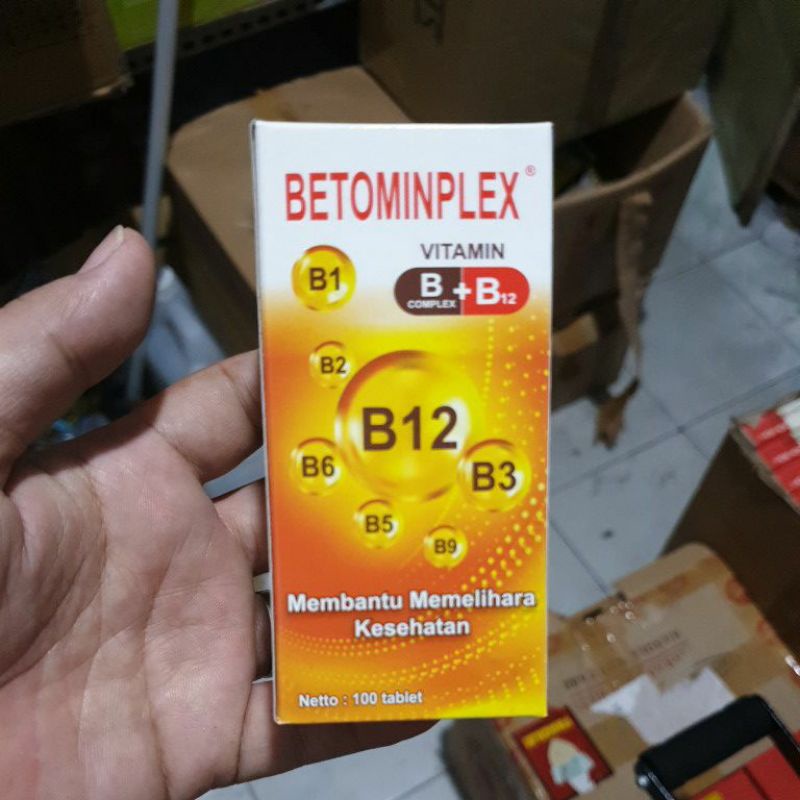 BETOMINPLEX®
VITAMIN
B COMPLEX + B12
B1
B2
B12
B6
B3
B5
B9
Membantu Memelihara
Kesehatan
Netto : 100 tablet